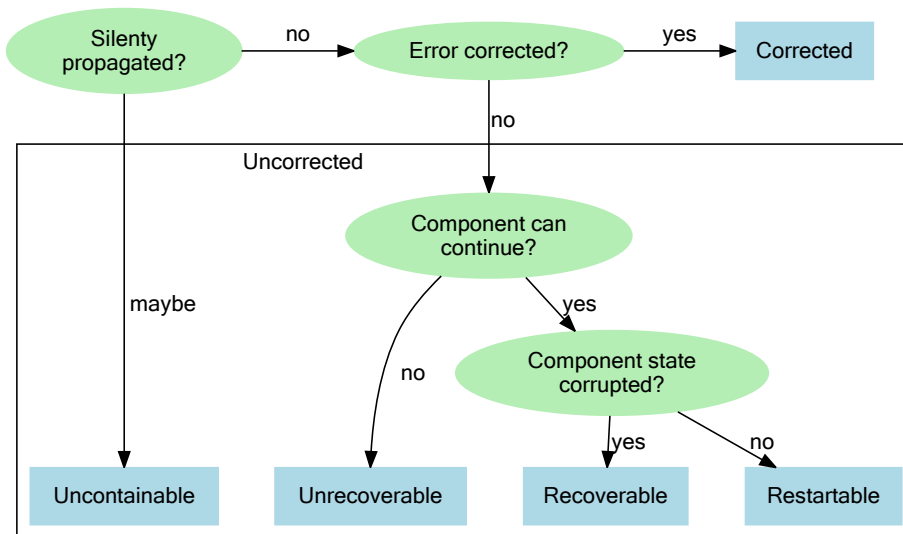 Silenty
propagated?
no
Error corrected?
yes
Corrected
no
Uncorrected
Component can
continue?
maybe
yes
no
Component state
corrupted?
yes
no
Uncontainable
Unrecoverable
Recoverable
Restartable